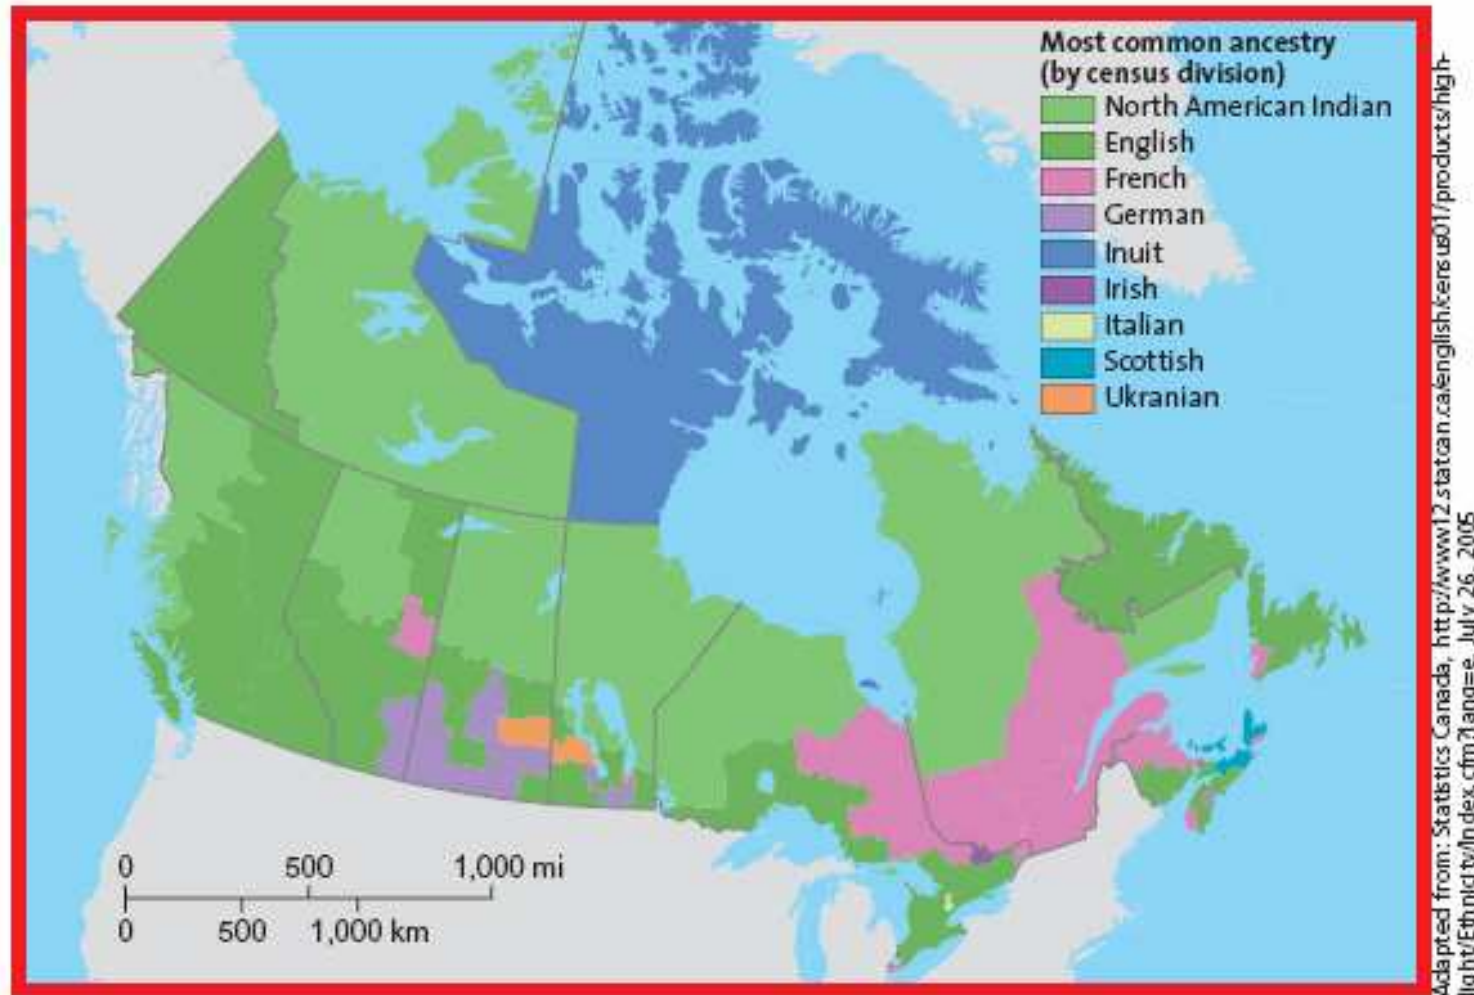 Most common ancestry
(by census division)
North American Indian
English
French
German
Inuit
Irish
Italian
Scottish
Ukranian
0 500 1,000 mi
0 500 1,000 km
Adapted from: Statistics Canada, http://www12.statcan.ca/english/census01/products/high-
light/Ethnicity/Index.cfm?lang=e, July 26, 2005